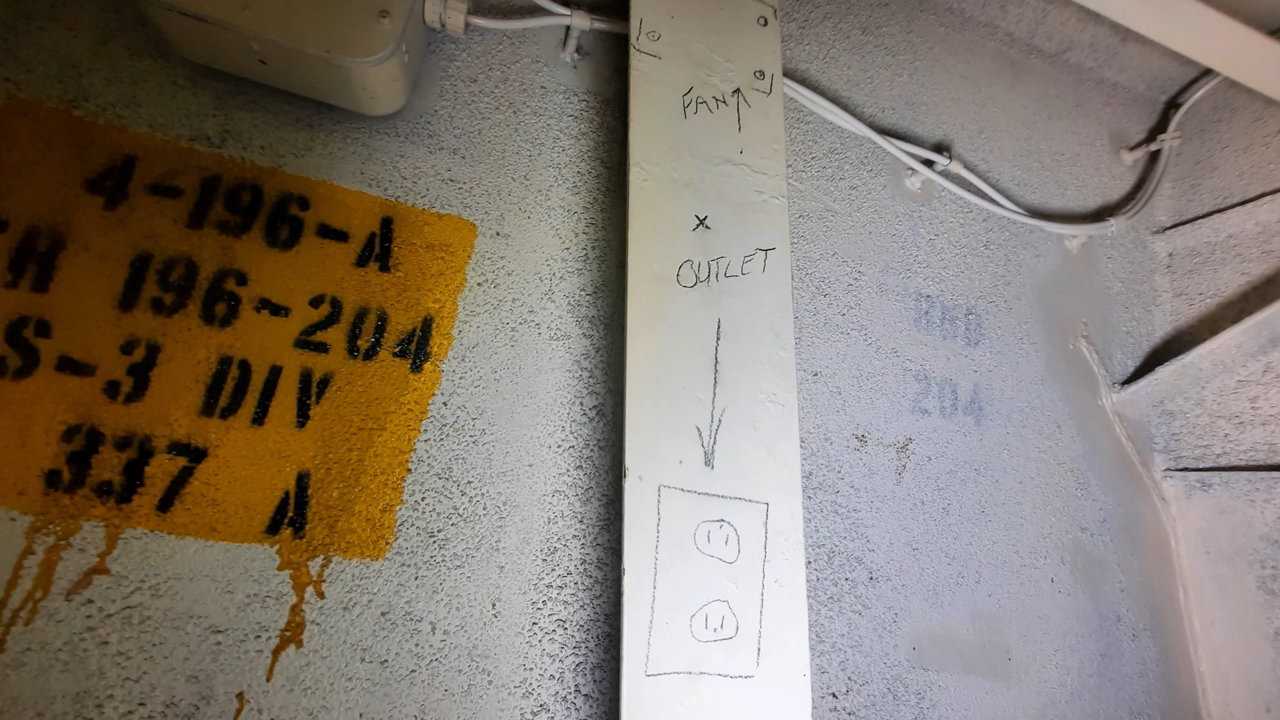 4-196-A
196-204
S-3 DIV
337 A
FAN
X
OUTLET
204